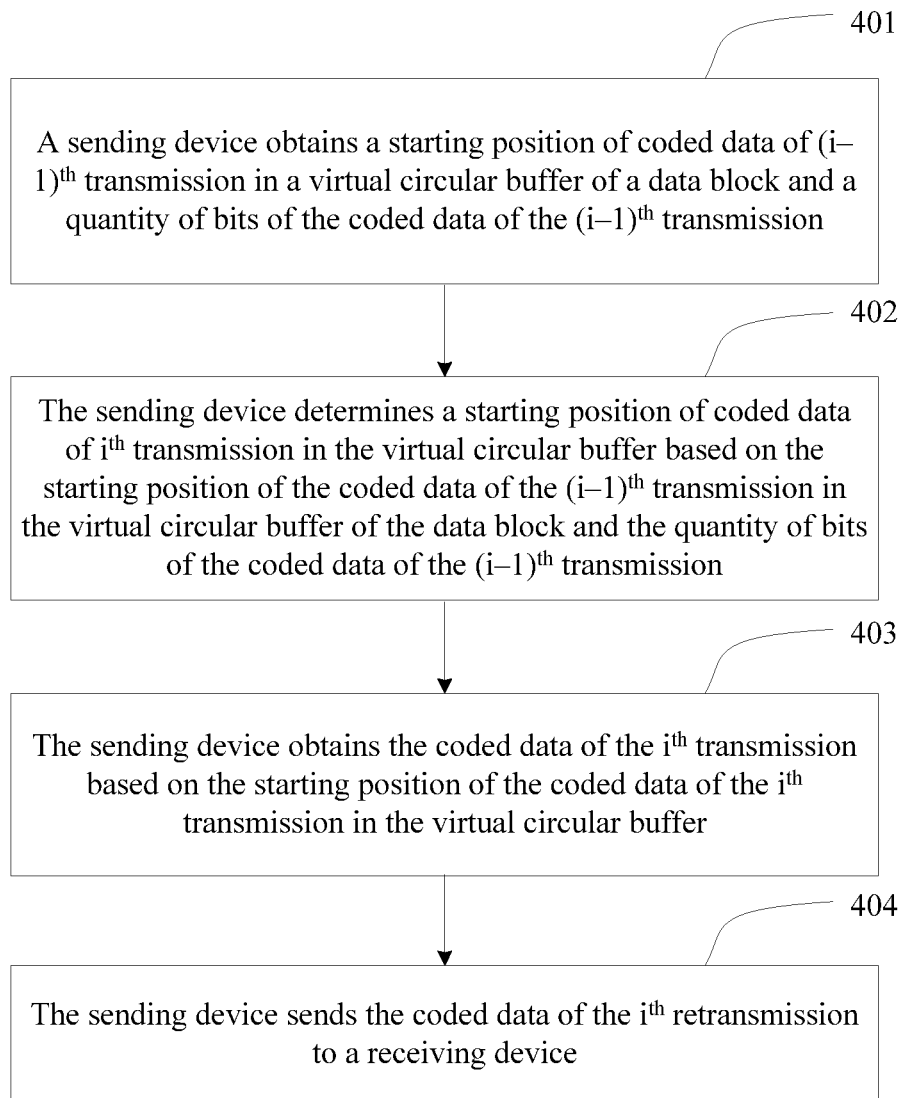 401
A sending device obtains a starting position of coded data of (i–
1)th transmission in a virtual circular buffer of a data block and a
quantity of bits of the coded data of the (i–1)th transmission
402
The sending device determines a starting position of coded data
of ith transmission in the virtual circular buffer based on the
starting position of the coded data of the (i–1)th transmission in
the virtual circular buffer of the data block and the quantity of bits
of the coded data of the (i–1)th transmission
403
The sending device obtains the coded data of the ith transmission
based on the starting position of the coded data of the ith
transmission in the virtual circular buffer
404
The sending device sends the coded data of the ith retransmission
to a receiving device